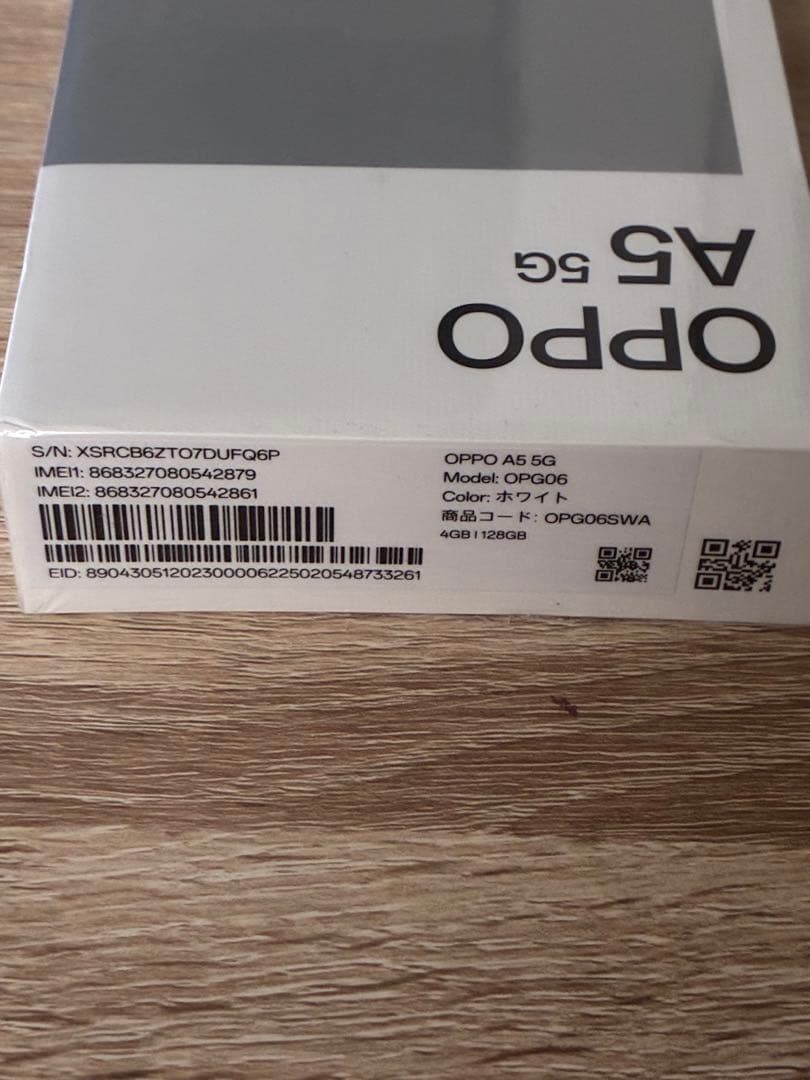 OPPO
A5 5G
S/N: XSRCB6ZTO7DUFQ6P
IMEI1: 868327080542879
IMEI2: 868327080542861
EID: 89043051202300006225020548733261
OPPO A5 5G
Model: OPG06
Color: ホワイト
商品コード: OPG06SWA
4GB | 128GB